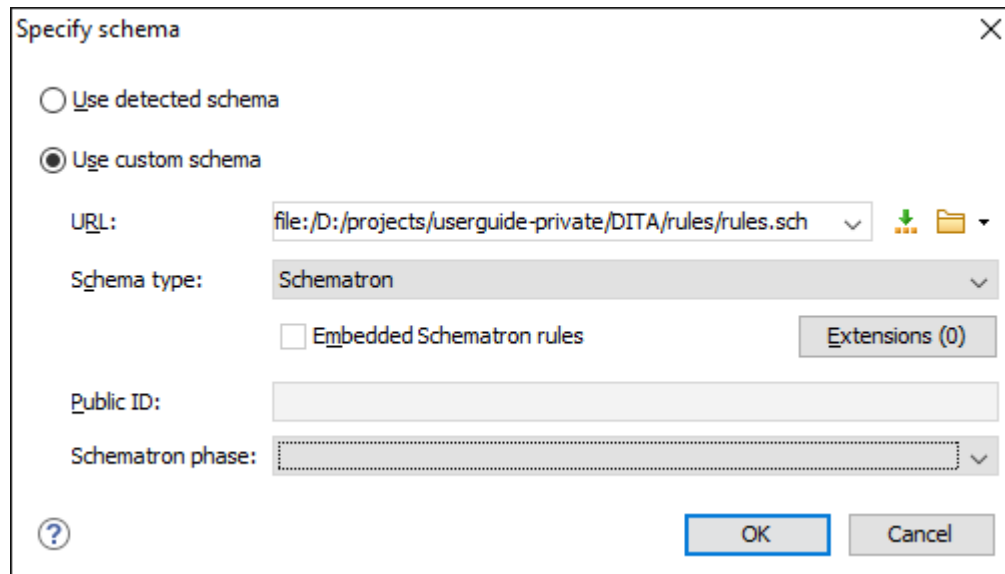 Specify schema
Use detected schema
Use custom schema
URL: file:/D:/projects/userguide-private/DITA/rules/rules.sch
Schema type: Schematron
Embedded Schematron rules Extensions (0)
Public ID:
Schematron phase:
? OK Cancel